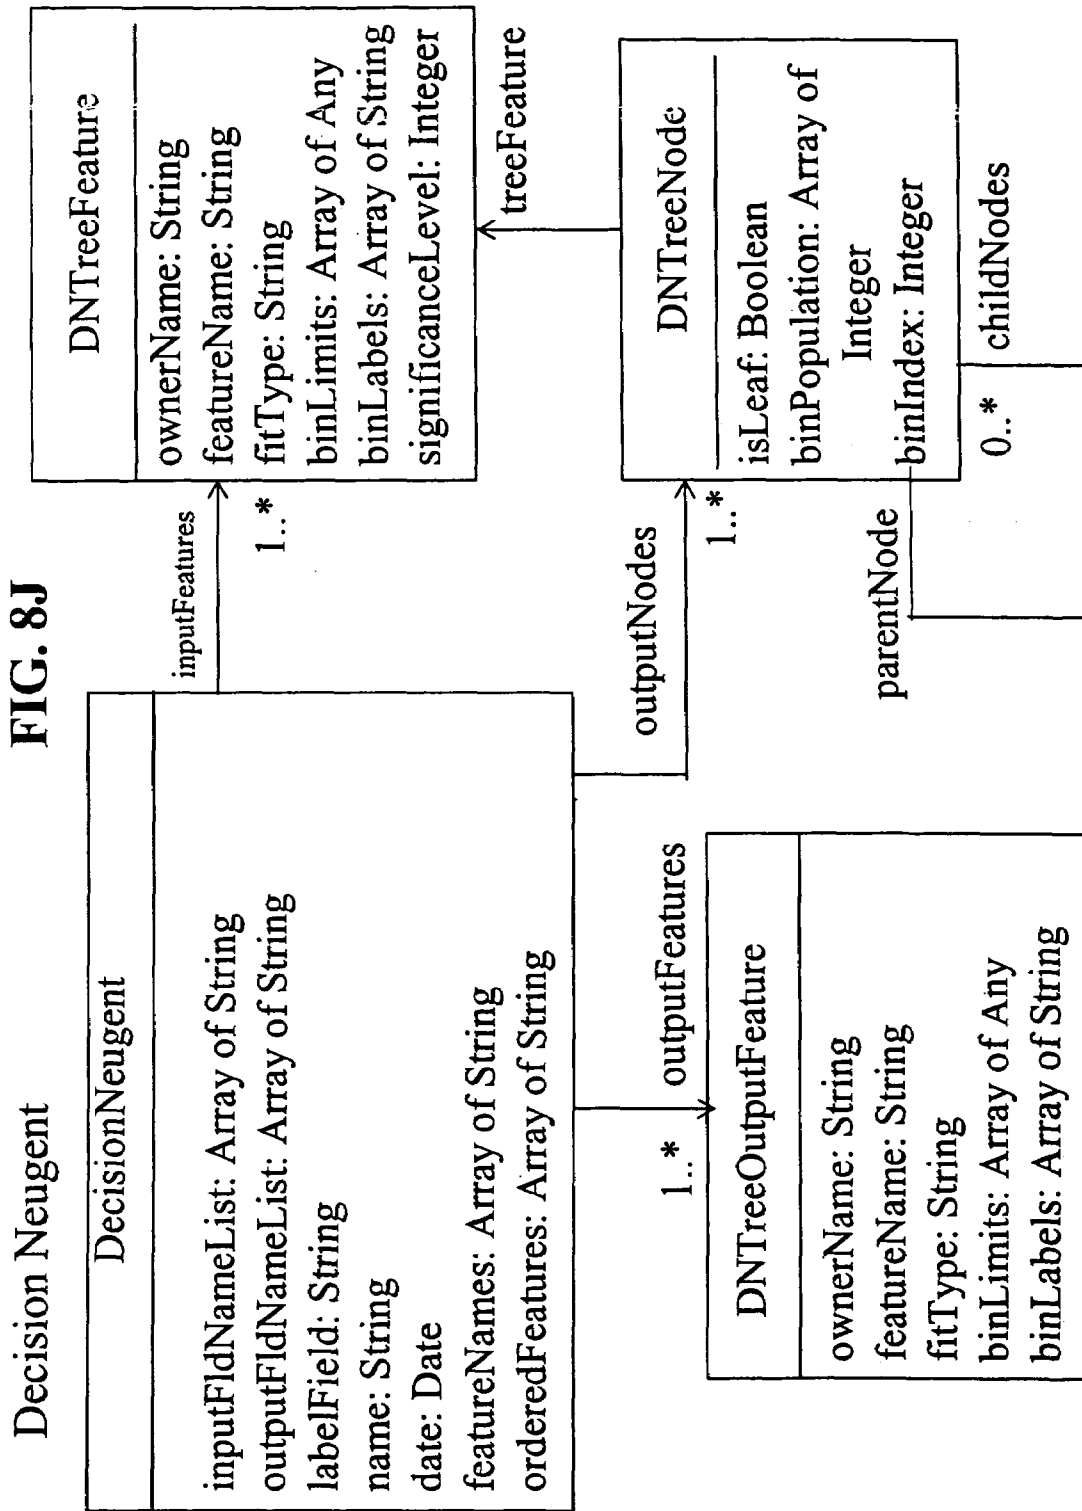 FIG. 8J
Decision Neugent
DecisionNeugent
inputFldNameList: Array of String
outputFldNameList: Array of String
labelField: String
name: String
date: Date
featureNames: Array of String
orderedFeatures: Array of String
inputFeatures
1..*
DNTreeFeature
ownerName: String
featureName: String
fitType: String
binLimits: Array of Any
binLabels: Array of String
significanceLevel: Integer
treeFeature
outputNodes
1..*
DNTreeNode
isLeaf: Boolean
binPopulation: Array of
Integer
binIndex: Integer
parentNode
0..*
childNodes
1..*
outputFeatures
DNTreeOutputFeature
ownerName: String
featureName: String
fitType: String
binLimits: Array of Any
binLabels: Array of String